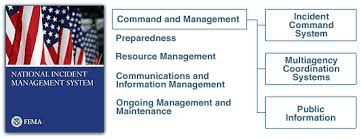 NATIONAL INCIDENT
MANAGEMENT SYSTEM
FEMA
Command and Management
Preparedness
Resource Management
Communications and
Information Management
Ongoing Management and
Maintenance
Incident
Command
System
Multiagency
Coordination
Systems
Public
Information